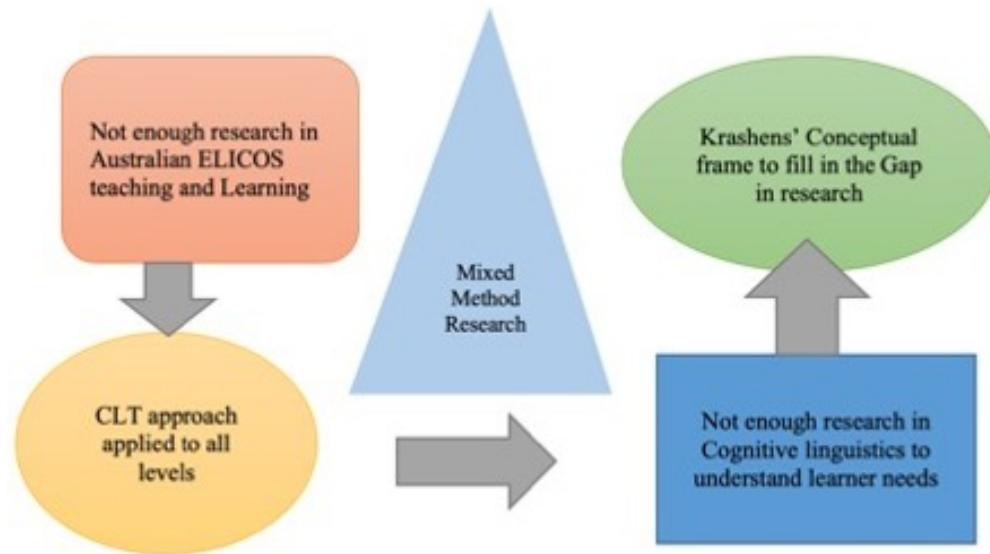 Not enough research in
Australian ELICOS
teaching and Learning
CLT approach
applied to all
levels
Mixed
Method
Research
Krashens’ Conceptual
frame to fill in the Gap
in research
Not enough research in
Cognitive linguistics to
understand learner needs